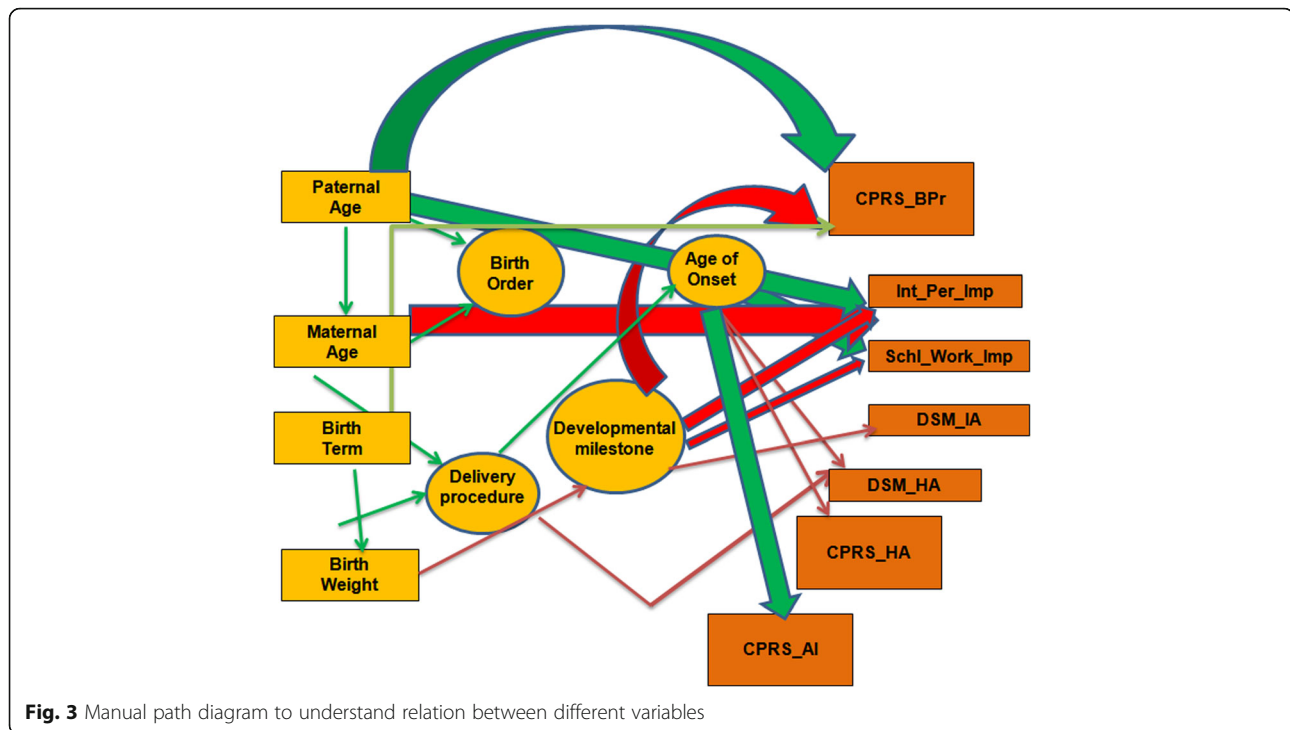 Paternal
Age
CPRS_BPr
Birth
Order
Age of
Onset
Int_Per_Imp
Maternal
Age
Schl_Work_Imp
Birth
Term
Developmental
milestone
DSM_IA
Delivery
procedure
DSM_HA
CPRS_HA
Birth
Weight
CPRS_AI
Fig. 3 Manual path diagram to understand relation between different variables